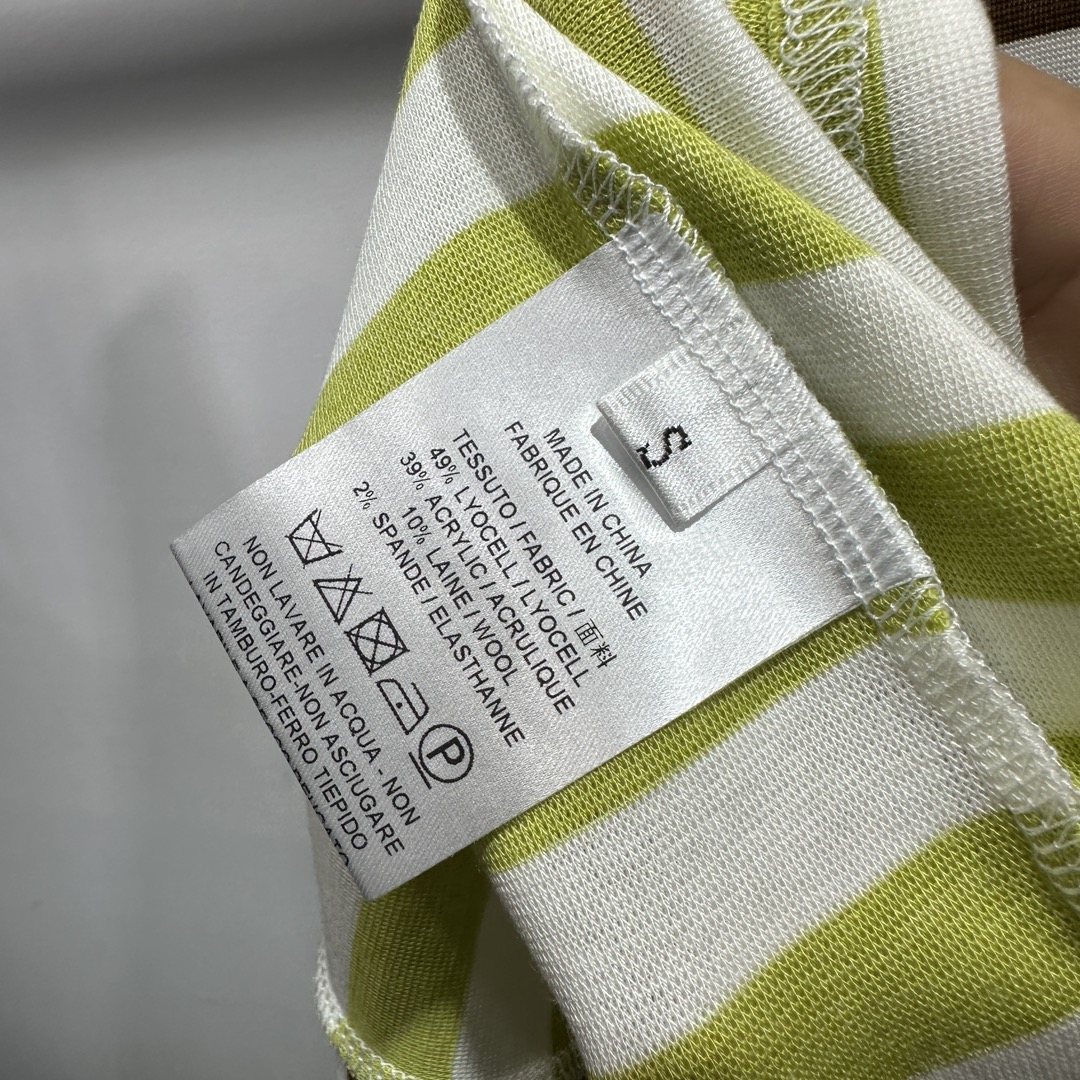 S
MADE IN CHINA
FABRIQUE EN CHINE
TESSUTO / FABRIC / 面料
49% LYOCELL / LYOCELL
39% ACRYLIC / ACRULIQUE
10% LAINE / WOOL
2% SPANDE / ELASTHANNE
P
NON LAVARE IN ACQUA - NON
CANDEGGIARE-NON ASCIUGARE
IN TAMBURO-FERRO TIEPIDO